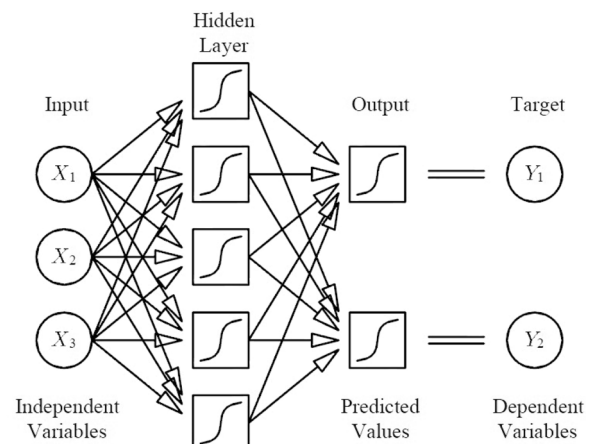 Hidden
Layer
Input
Output
Target
X1
Y1
X2
X3
Y2
Independent
Variables
Predicted
Values
Dependent
Variables